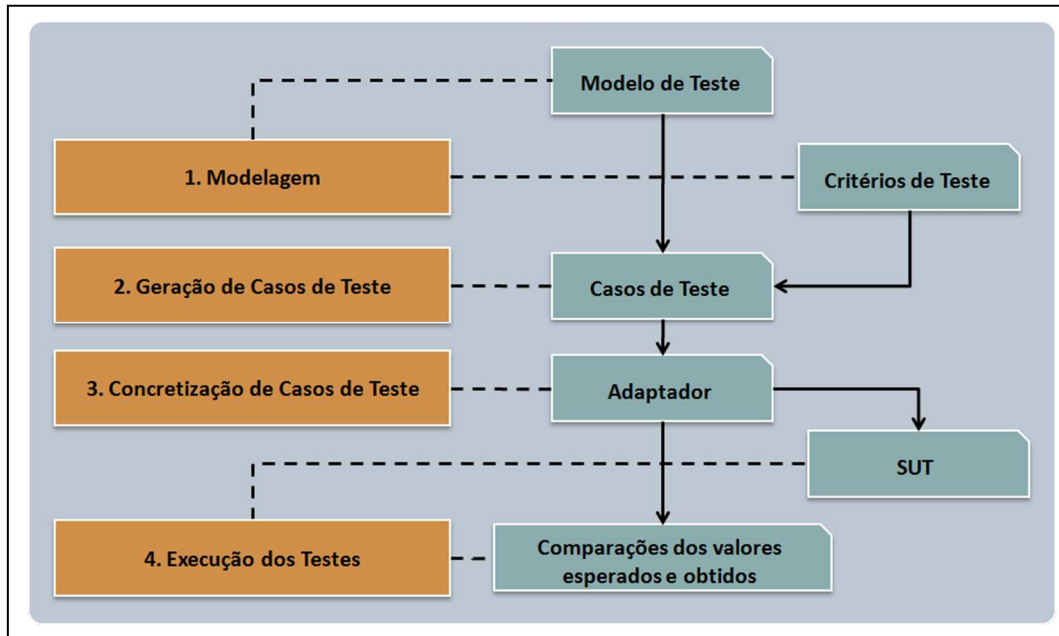 Modelo de Teste
1. Modelagem
Critérios de Teste
2. Geração de Casos de Teste
Casos de Teste
3. Concretização de Casos de Teste
Adaptador
SUT
4. Execução dos Testes
Comparações dos valores
esperados e obtidos